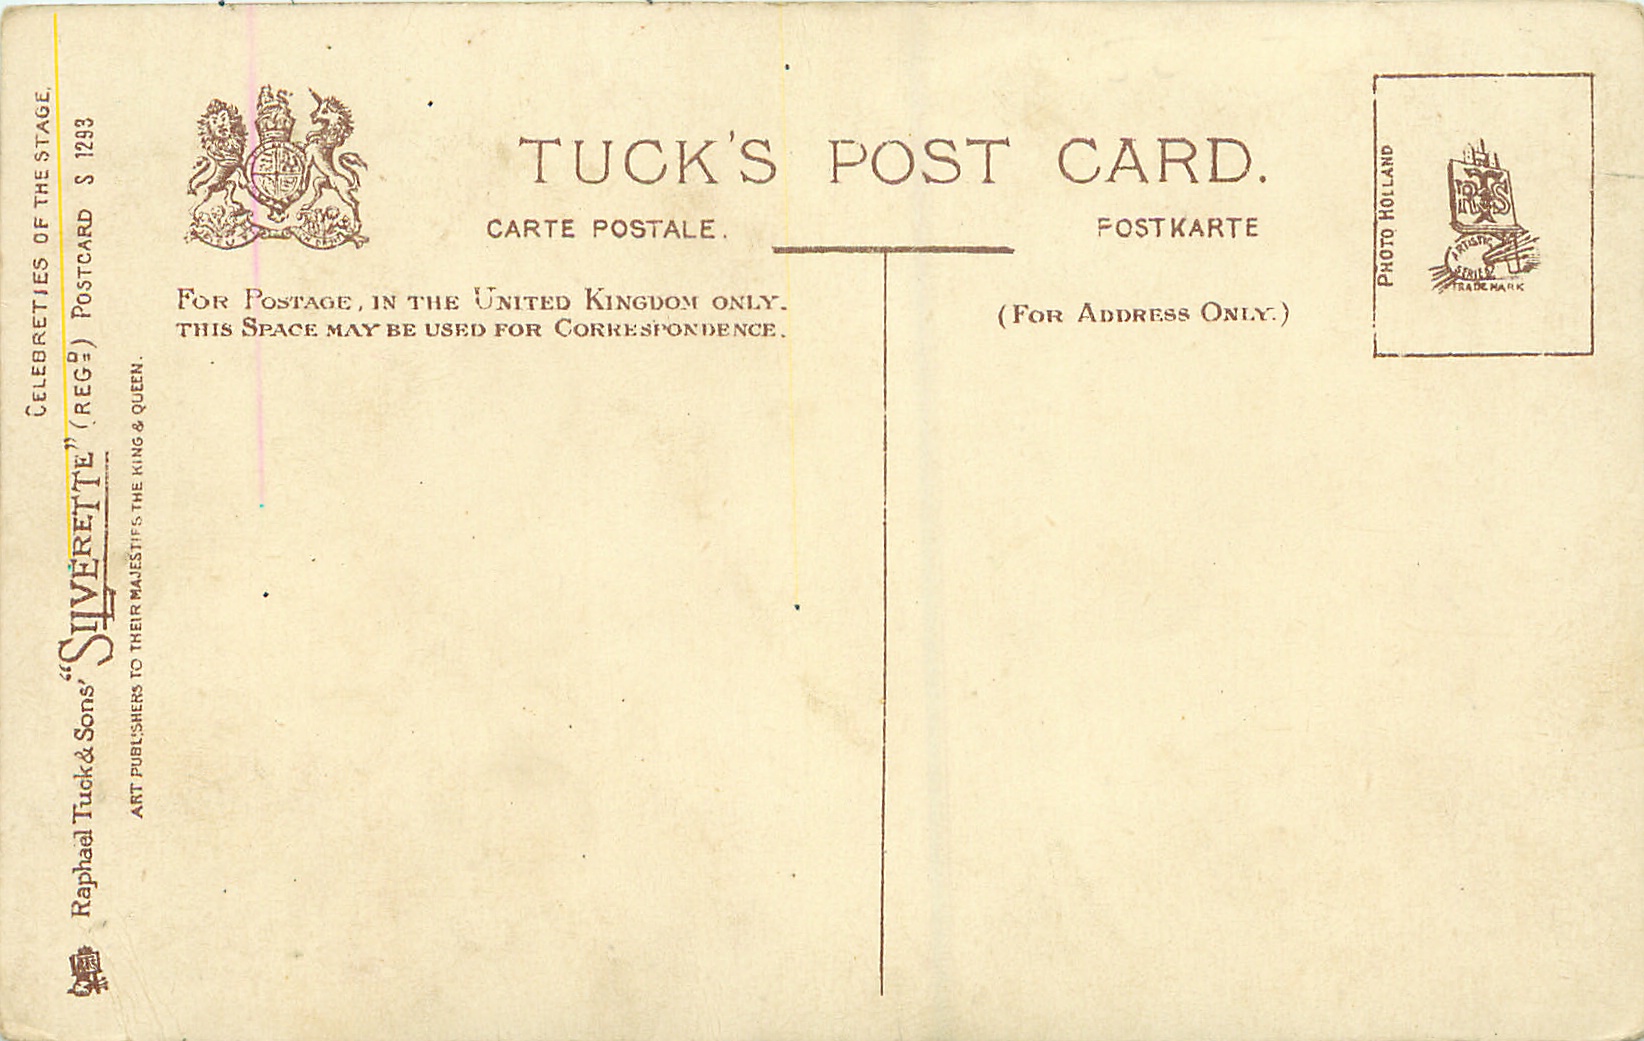 CELEBRETIES OF THE STAGE.
Raphael Tuck & Sons' "SILVERETTE" (REGD) POSTCARD S 1293
ART PUBLISHERS TO THEIR MAJESTIES THE KING & QUEEN.
TUCK'S POST CARD.
CARTE POSTALE.
POSTKARTE
FOR POSTAGE, IN THE UNITED KINGDOM ONLY.
THIS SPACE MAY BE USED FOR CORRESPONDENCE.
(FOR ADDRESS ONLY.)
PHOTO HOLLAND
R T S
ARTISTIC
SERIES
TRADE MARK